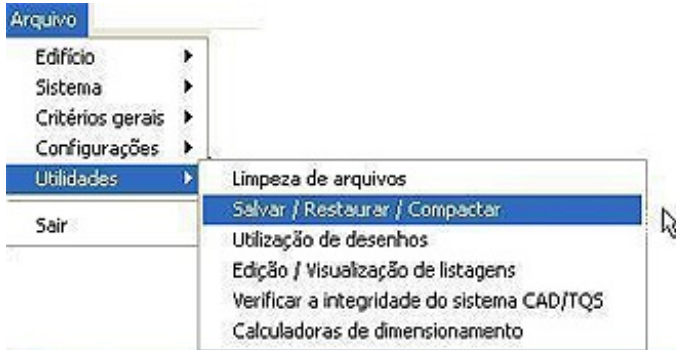 Arquivo
Edifício
Sistema
Critérios gerais
Configurações
Utilidades
Sair
Limpeza de arquivos
Salvar / Restaurar / Compactar
Utilização de desenhos
Edição / Visualização de listagens
Verificar a integridade do sistema CAD/TQS
Calculadoras de dimensionamento